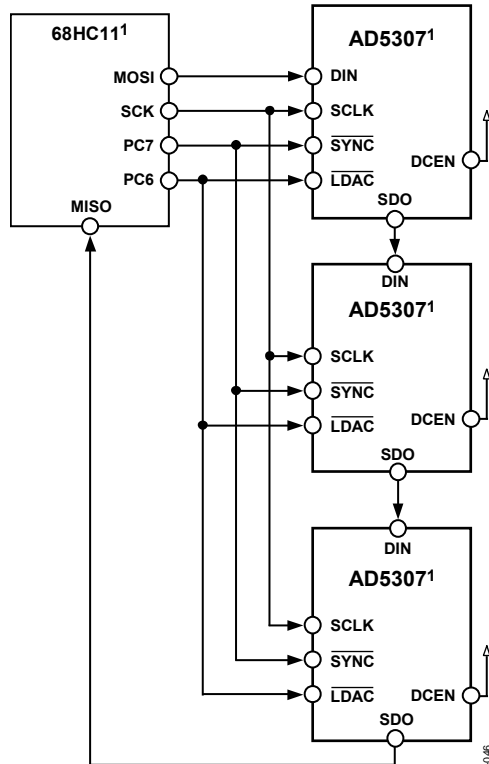 68HC11¹
MOSI
SCK
PC7
PC6
MISO
AD5307¹
DIN
SCLK
SYNC
LDAC
DCEN
SDO
DIN
AD5307¹
SCLK
SYNC
LDAC
DCEN
SDO
DIN
AD5307¹
SCLK
SYNC
LDAC
DCEN
SDO